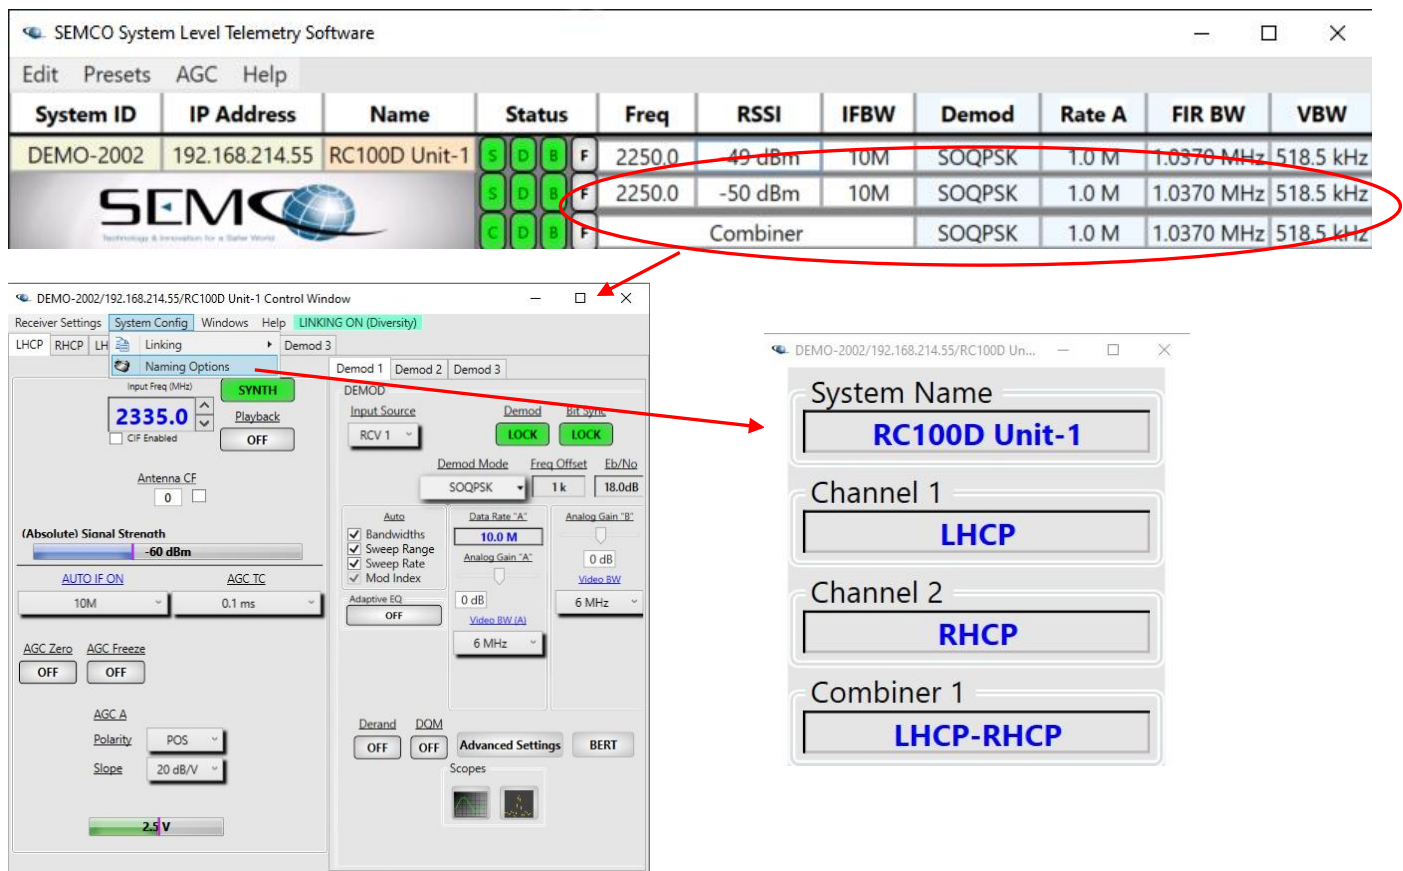 SEMCO System Level Telemetry Software
Edit Presets AGC Help
System ID IP Address Name Status Freq RSSI IFBW Demod Rate A FIR BW VBW
DEMO-2002 192.168.214.55 RC100D Unit-1 S D B F 2250.0 -49 dBm 10M SOQPSK 1.0 M 1.0370 MHz 518.5 kHz
S D B F 2250.0 -50 dBm 10M SOQPSK 1.0 M 1.0370 MHz 518.5 kHz
SEMCO
Technology & Innovation for a Safer World
C D B F Combiner SOQPSK 1.0 M 1.0370 MHz 518.5 kHz
DEMO-2002/192.168.214.55/RC100D Unit-1 Control Window
Receiver Settings System Config Windows Help LINKING ON (Diversity)
LHCP RHCP LH Demod 3
Linking
Naming Options
Input Freq (MHz) SYNTH
2335.0
CIF Enabled
Playback
OFF
Antenna CF
0
(Absolute) Signal Strength
-60 dBm
AUTO IF ON AGC TC
10M 0.1 ms
AGC Zero AGC Freeze
OFF OFF
AGC A
Polarity POS
Slope 20 dB/V
2.5 V
Demod 1 Demod 2 Demod 3
DEMOD
Input Source Demod Bit Sync
RCV 1 LOCK LOCK
Demod Mode Freq Offset Eb/No
SOQPSK 1 k 18.0dB
Auto
Bandwidths
Sweep Range
Sweep Rate
Mod Index
Adaptive EQ
OFF
Data Rate "A"
10.0 M
Analog Gain "A"
0 dB
Video BW (A)
6 MHz
Analog Gain "B"
0 dB
Video BW
6 MHz
Derand DQM
OFF OFF Advanced Settings BERT
Scopes
DEMO-2002/192.168.214.55/RC100D Un...
System Name
RC100D Unit-1
Channel 1
LHCP
Channel 2
RHCP
Combiner 1
LHCP-RHCP